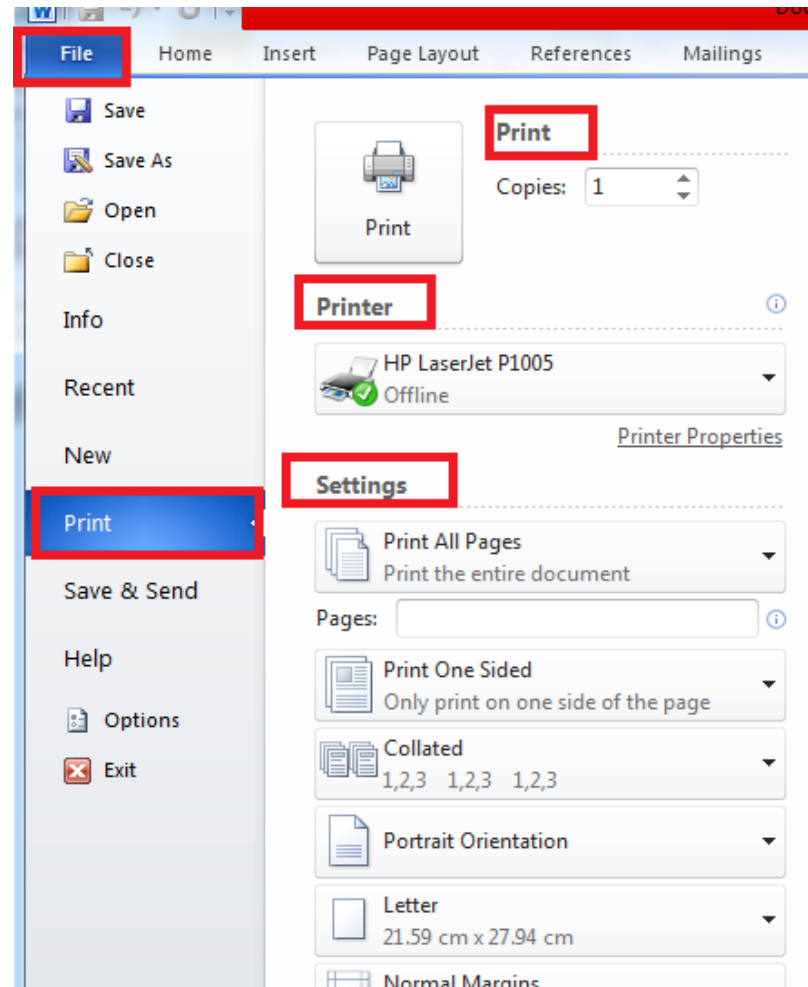 W
File Home Insert Page Layout References Mailings
Save
Save As
Open
Close
Info
Recent
New
Print
Save & Send
Help
Options
Exit
Print
Print
Copies: 1
Printer
HP LaserJet P1005
Offline
Printer Properties
Settings
Print All Pages
Print the entire document
Pages:
Print One Sided
Only print on one side of the page
Collated
1,2,3 1,2,3 1,2,3
Portrait Orientation
Letter
21.59 cm x 27.94 cm
Normal Margins